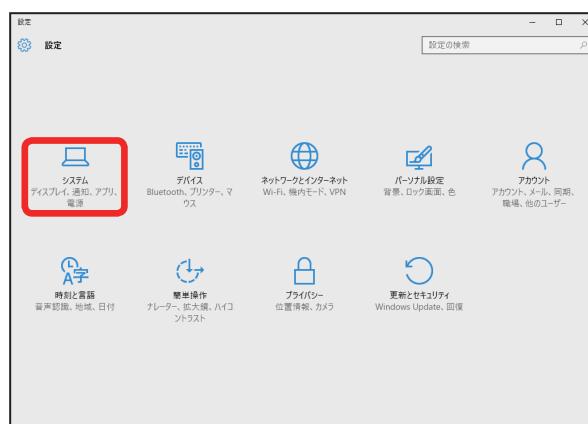 設定
設定
設定の検索
システム
ディスプレイ、通知、アプリ、
電源
デバイス
Bluetooth、プリンター、マ
ウス
ネットワークとインターネット
Wi-Fi、機内モード、VPN
パーソナル設定
背景、ロック画面、色
アカウント
アカウント、メール、同期、
職場、他のユーザー
時刻と言語
音声認識、地域、日付
簡単操作
ナレーター、拡大鏡、ハイコ
ントラスト
プライバシー
位置情報、カメラ
更新とセキュリティ
Windows Update、回復